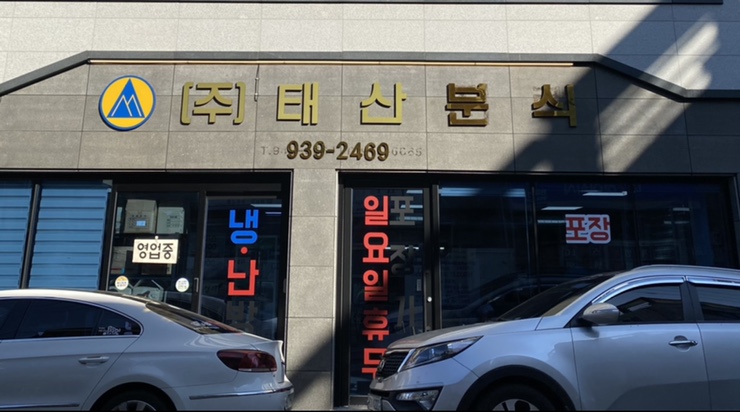 (주)태산분식
939-2469
영업중
냉·난방
일요일휴무
포장